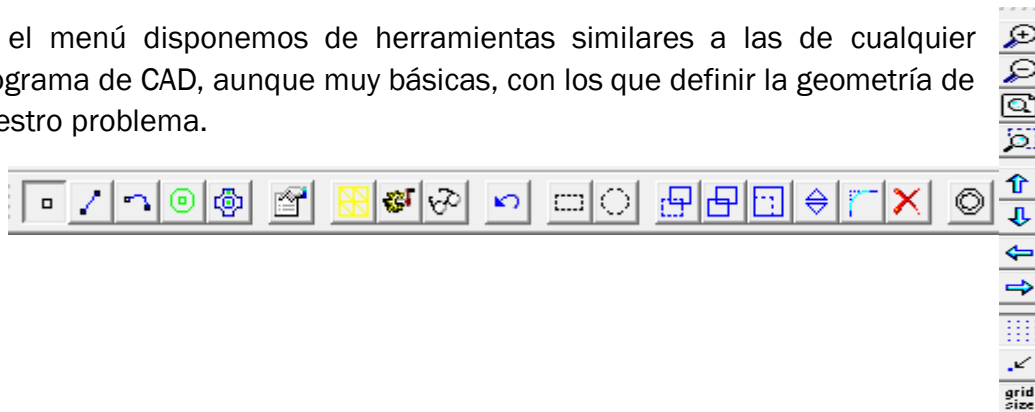 el menú disponemos de herramientas similares a las de cualquier
ograma de CAD, aunque muy básicas, con los que definir la geometría de
estro problema.
grid
size